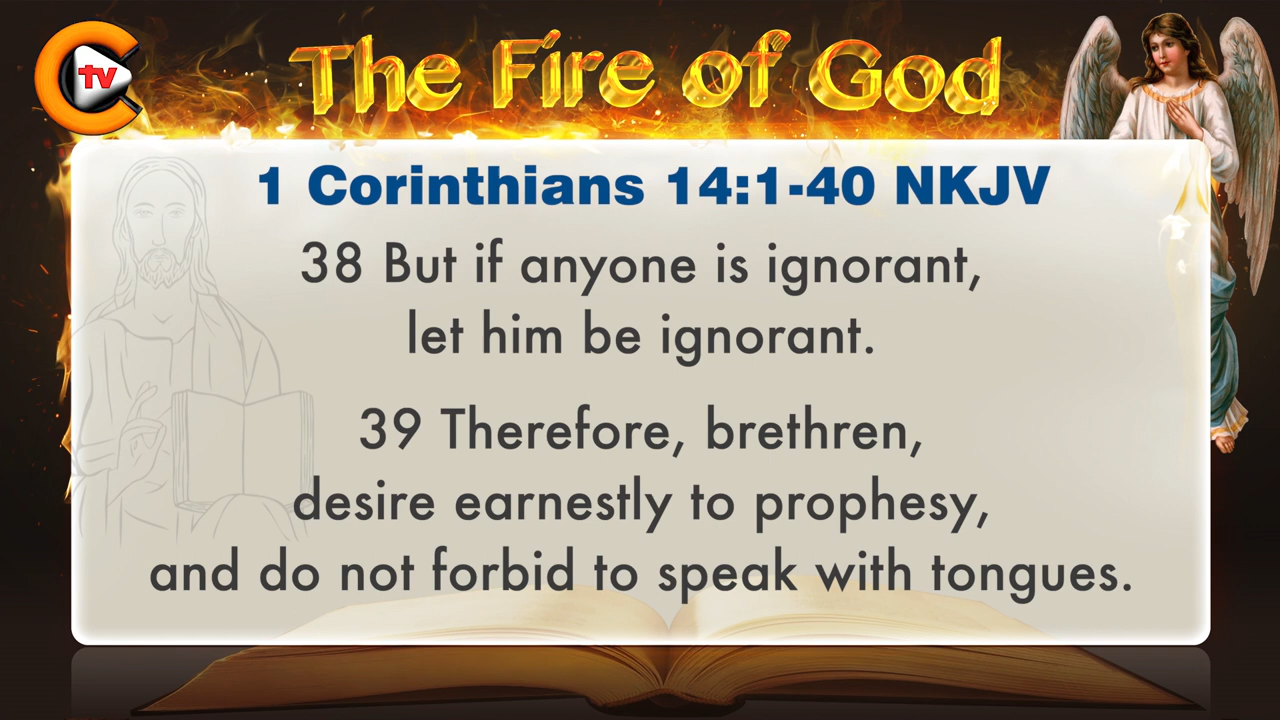 C
tv
The Fire of God
1 Corinthians 14:1-40 NKJV
38 But if anyone is ignorant,
let him be ignorant.
39 Therefore, brethren,
desire earnestly to prophesy,
and do not forbid to speak with tongues.